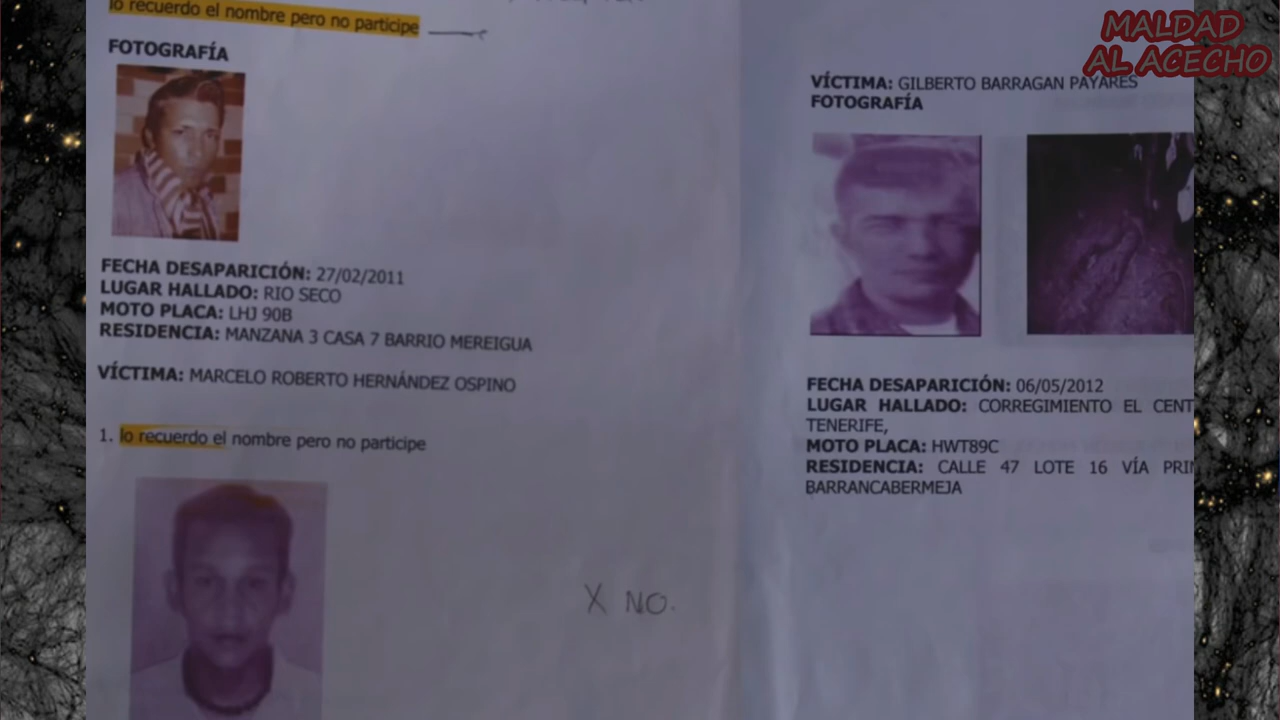 lo recuerdo el nombre pero no participe
FOTOGRAFÍA
FECHA DESAPARICIÓN: 27/02/2011
LUGAR HALLADO: RIO SECO
MOTO PLACA: LHJ 90B
RESIDENCIA: MANZANA 3 CASA 7 BARRIO MEREIGUA
VÍCTIMA: MARCELO ROBERTO HERNÁNDEZ OSPINO
1. lo recuerdo el nombre pero no participe
X NO.
MALDAD
AL ACECHO
VÍCTIMA: GILBERTO BARRAGAN PAYARES
FOTOGRAFÍA
FECHA DESAPARICIÓN: 06/05/2012
LUGAR HALLADO: CORREGIMIENTO EL CENT
TENERIFE,
MOTO PLACA: HWT89C
RESIDENCIA: CALLE 47 LOTE 16 VÍA PRI
BARRANCABERMEJA